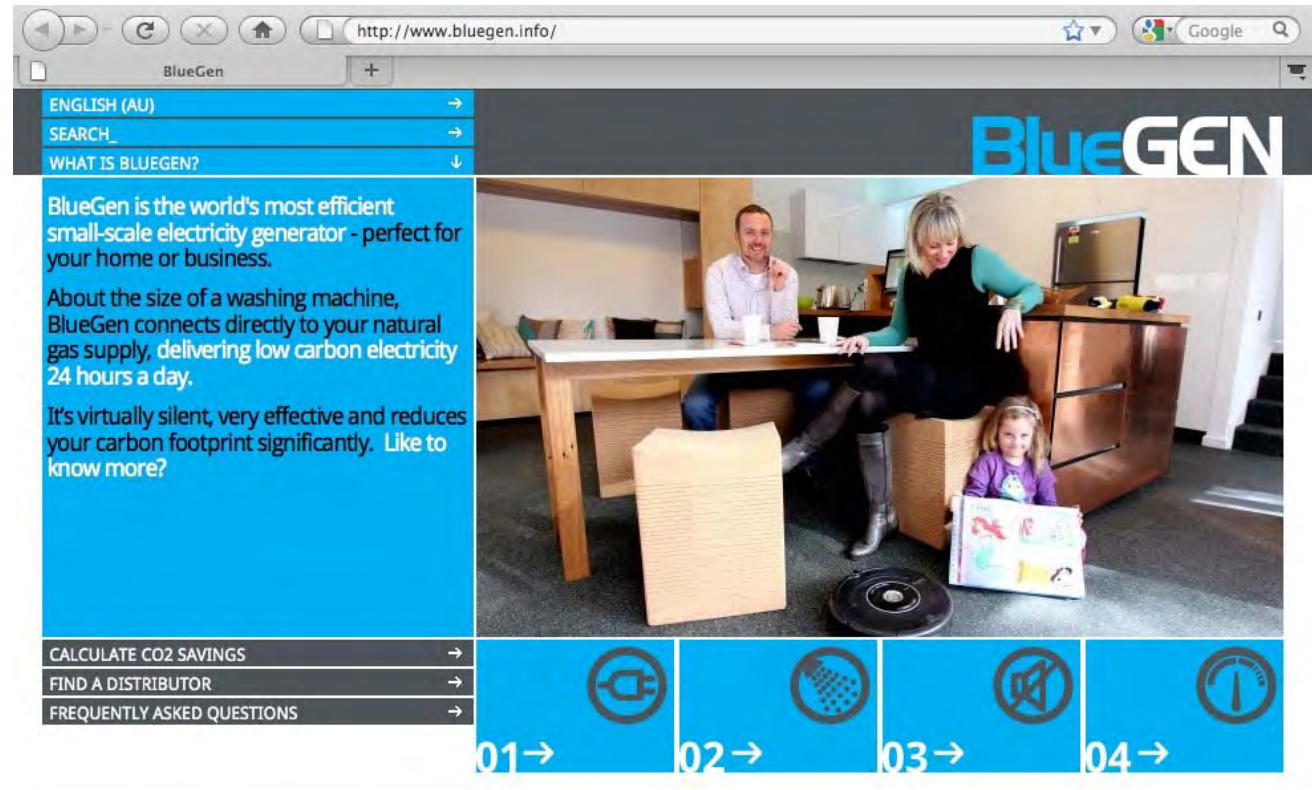 http://www.bluegen.info/
Google
BlueGen
ENGLISH (AU) →
SEARCH_ →
WHAT IS BLUEGEN? ↓
BlueGEN
BlueGen is the world's most efficient
small-scale electricity generator - perfect for
your home or business.
About the size of a washing machine,
BlueGen connects directly to your natural
gas supply, delivering low carbon electricity
24 hours a day.
It's virtually silent, very effective and reduces
your carbon footprint significantly. Like to
know more?
CALCULATE CO2 SAVINGS →
FIND A DISTRIBUTOR →
FREQUENTLY ASKED QUESTIONS →
01→
02→
03→
04→